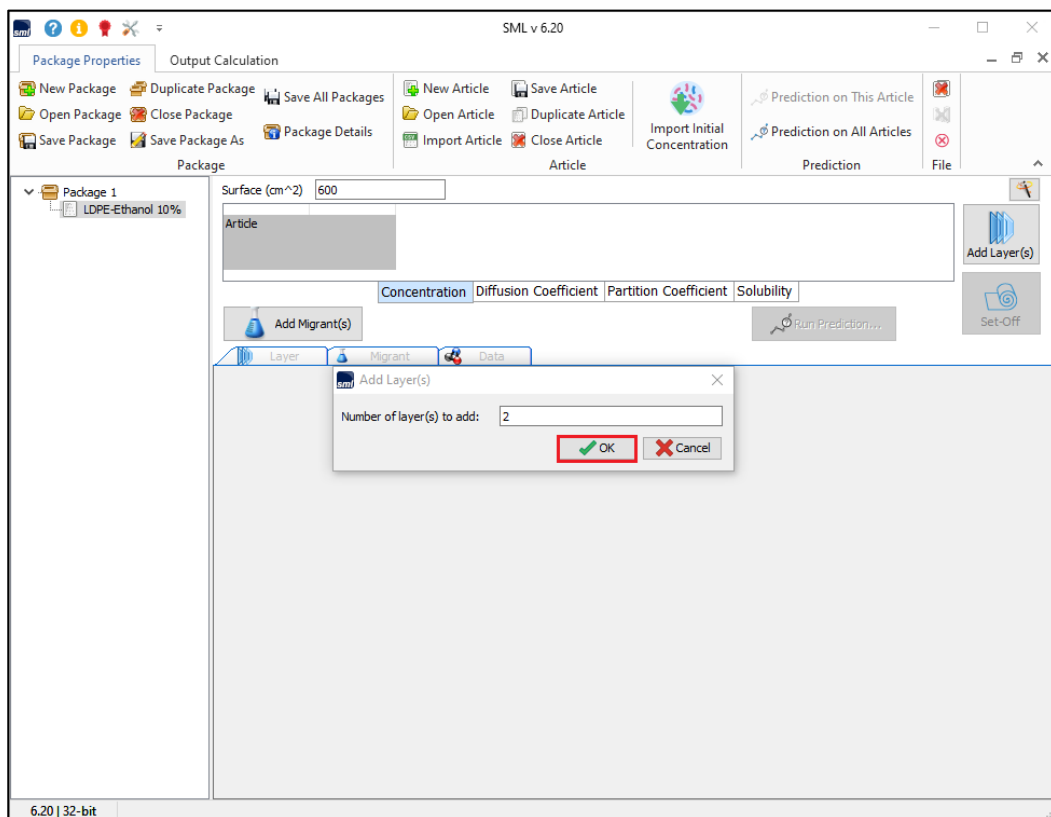 sml
SML v 6.20
Package Properties
Output Calculation
New Package
Duplicate Package
Save All Packages
Open Package
Close Package
Package Details
Save Package
Save Package As
Package
New Article
Save Article
Open Article
Duplicate Article
Import Article
Close Article
Import Initial
Concentration
Article
Prediction on This Article
Prediction on All Articles
Prediction
File
Package 1
LDPE-Ethanol 10%
Surface (cm^2)
600
Article
Add Layer(s)
Concentration
Diffusion Coefficient
Partition Coefficient
Solubility
Set-Off
Add Migrant(s)
Run Prediction...
Layer
Migrant
Data
sml
Add Layer(s)
Number of layer(s) to add:
2
OK
Cancel
6.20 | 32-bit